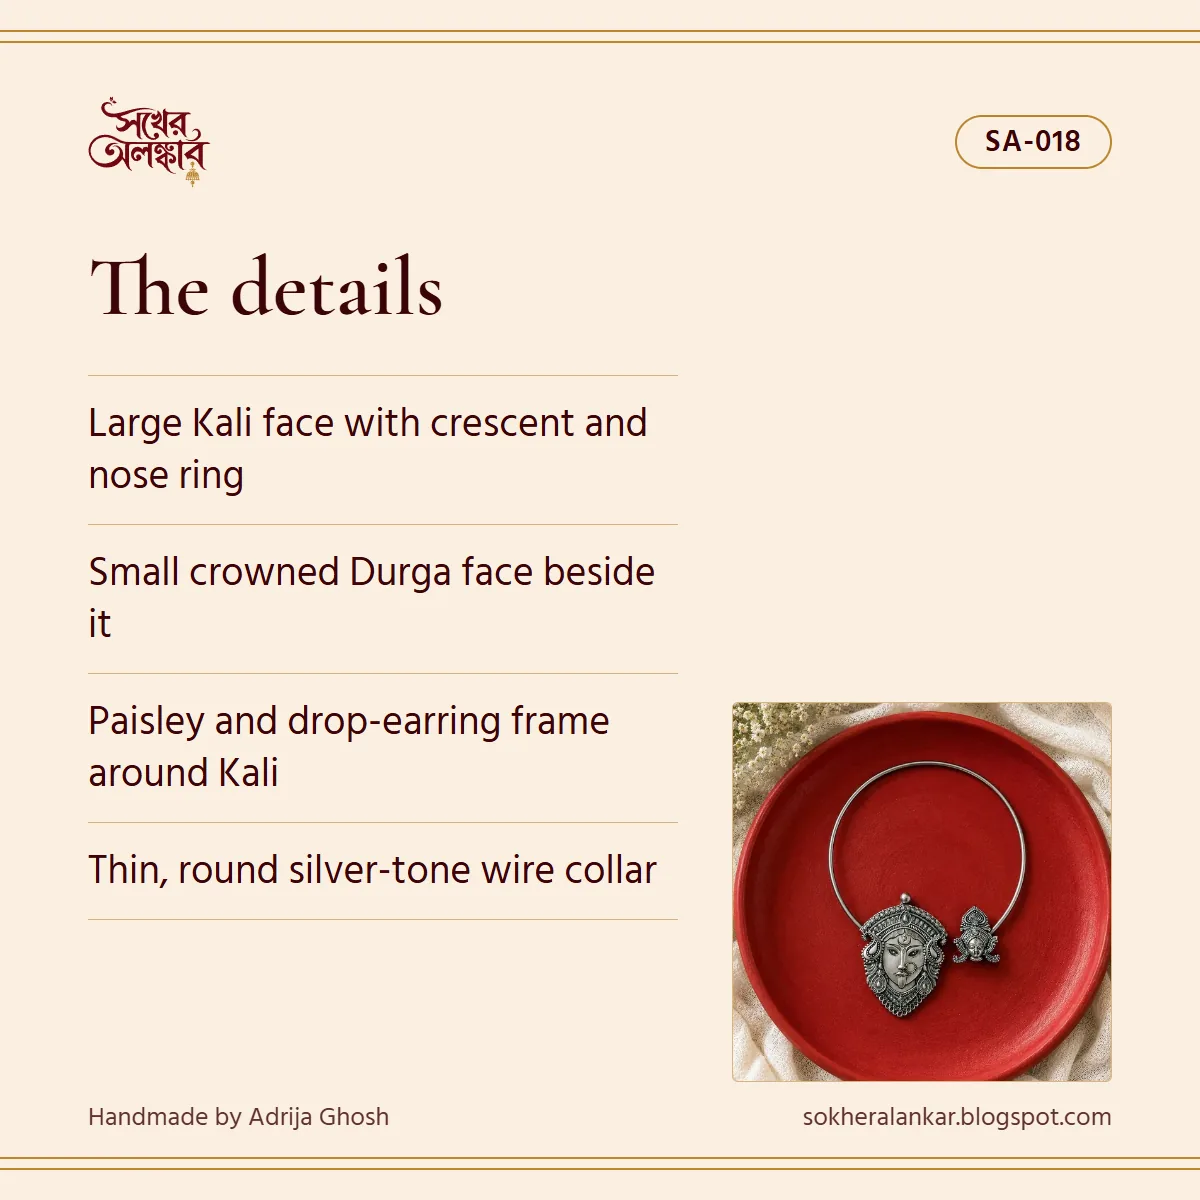 সখের
অলঙ্কার
SA-018
The details
Large Kali face with crescent and
nose ring
Small crowned Durga face beside
it
Paisley and drop-earring frame
around Kali
Thin, round silver-tone wire collar
Handmade by Adrija Ghosh
sokheralankar.blogspot.com